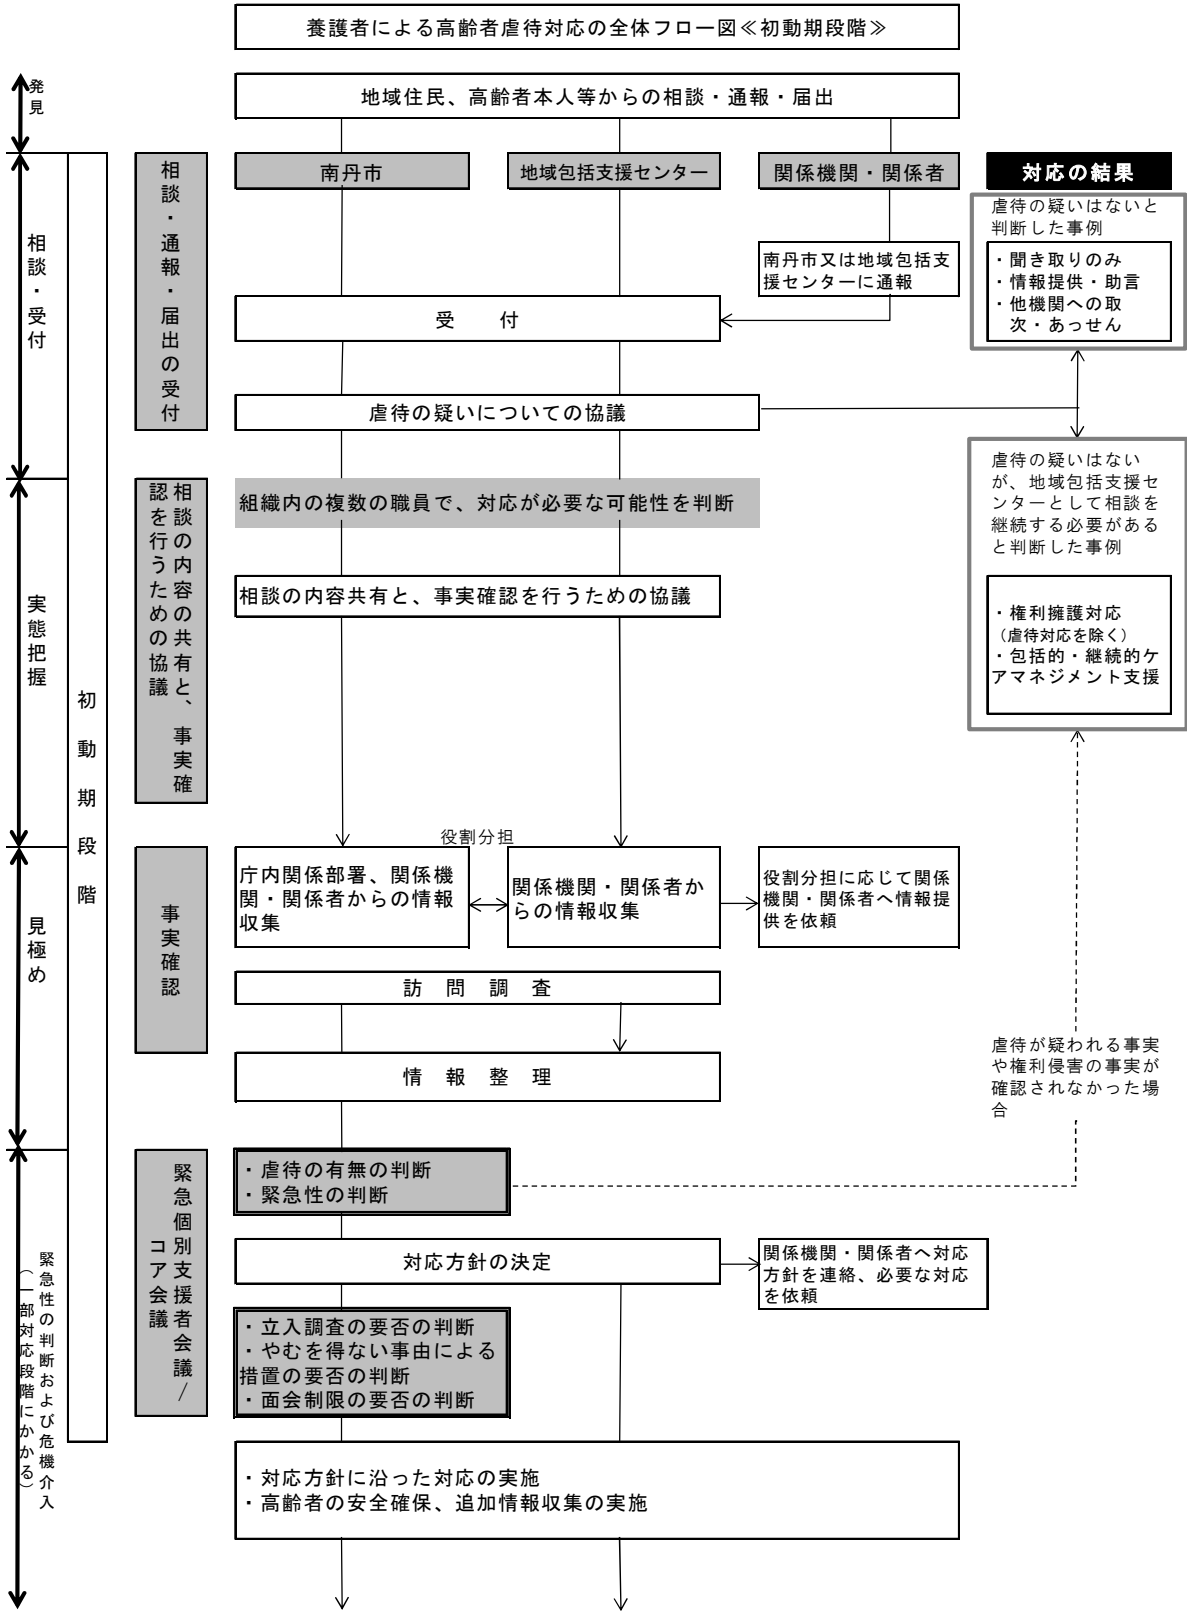 養護者による高齢者虐待対応の全体フロー図≪初動期段階≫
発見
地域住民、高齢者本人等からの相談・通報・届出
相談・受付
初動期段階
相談・通報・届出の受付
南丹市
地域包括支援センター
関係機関・関係者
対応の結果
虐待の疑いはないと
判断した事例
・聞き取りのみ
・情報提供・助言
・他機関への取
次・あっせん
南丹市又は地域包括支
援センターに通報
受　付
虐待の疑いについての協議
虐待の疑いはない
が、地域包括支援セ
ンターとして相談を
継続する必要がある
と判断した事例
・権利擁護対応
（虐待対応を除く）
・包括的・継続的ケ
アマネジメント支援
実態把握
相談の内容の共有と、事実確
認を行うための協議
組織内の複数の職員で、対応が必要な可能性を判断
相談の内容共有と、事実確認を行うための協議
見極め
事実確認
役割分担
庁内関係部署、関係機
関・関係者からの情報
収集
関係機関・関係者か
らの情報収集
役割分担に応じて関係
機関・関係者へ情報提
供を依頼
訪　問　調　査
情　報　整　理
虐待が疑われる事実
や権利侵害の事実が
確認されなかった場
合
緊急性の判断および危機介入
（一部対応段階にかかる）
緊急個別支援者会議/
コア会議
・虐待の有無の判断
・緊急性の判断
対応方針の決定
関係機関・関係者へ対応
方針を連絡、必要な対応
を依頼
・立入調査の要否の判断
・やむを得ない事由による
措置の要否の判断
・面会制限の要否の判断
・対応方針に沿った対応の実施
・高齢者の安全確保、追加情報収集の実施